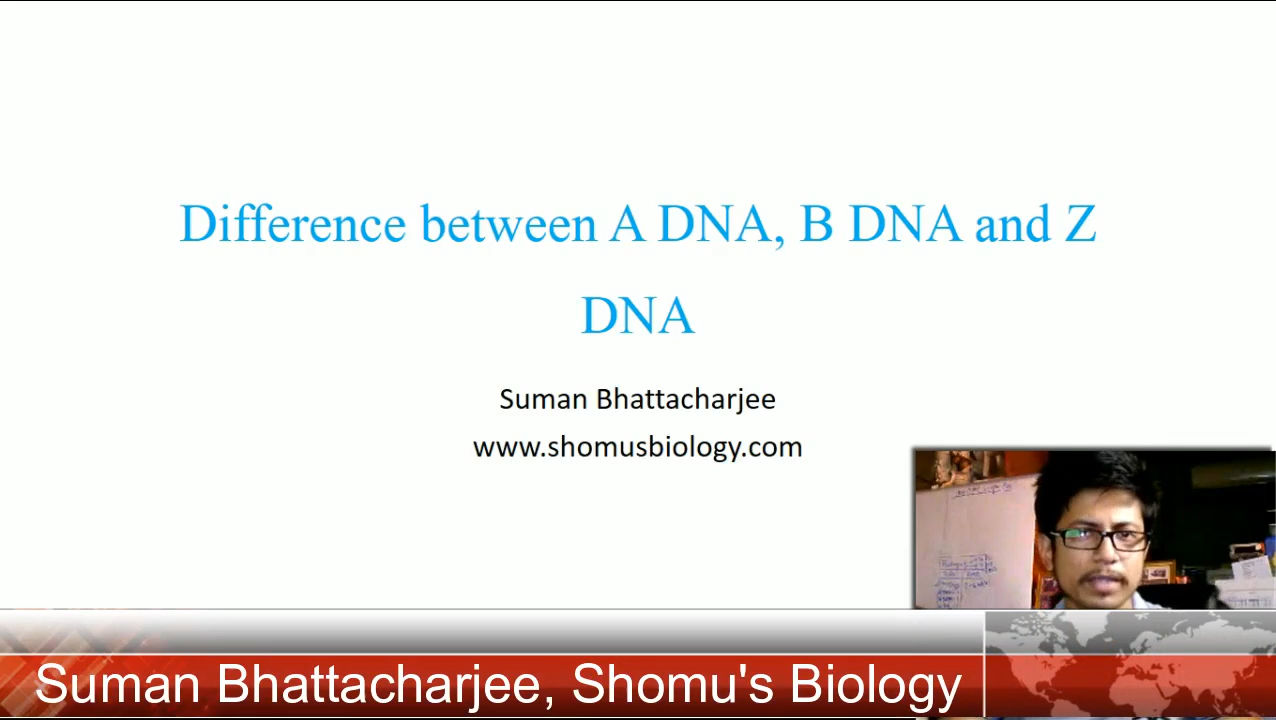 Difference between A DNA, B DNA and Z
DNA
Suman Bhattacharjee
www.shomusbiology.com
Suman Bhattacharjee, Shomu's Biology